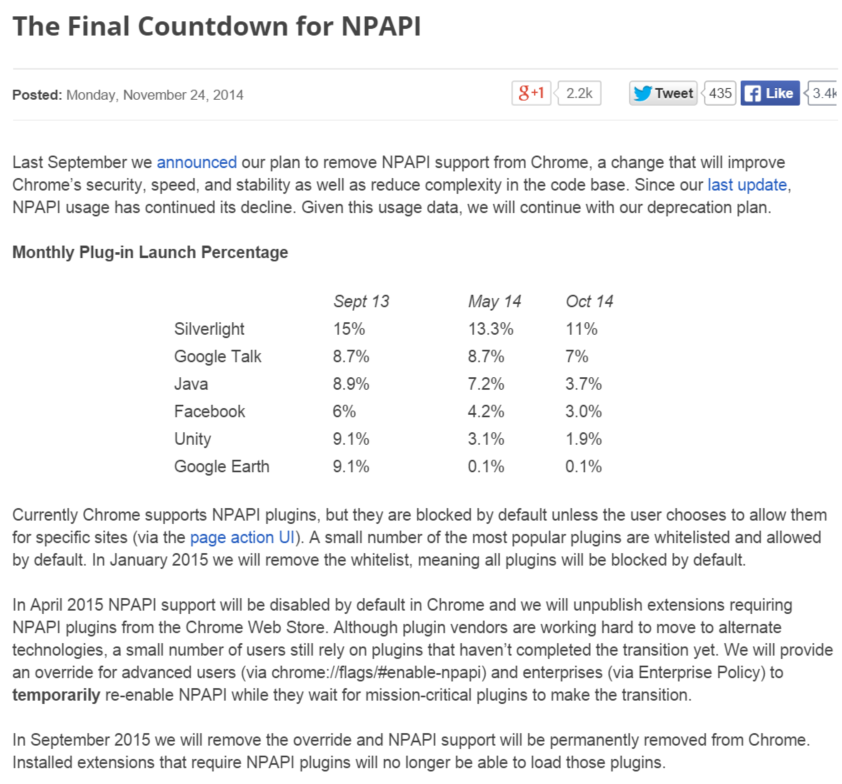 The Final Countdown for NPAPI
Posted: Monday, November 24, 2014
g+1 2.2k Tweet 435 Like 3.4k
Last September we announced our plan to remove NPAPI support from Chrome, a change that will improve
Chrome's security, speed, and stability as well as reduce complexity in the code base. Since our last update,
NPAPI usage has continued its decline. Given this usage data, we will continue with our deprecation plan.
Monthly Plug-in Launch Percentage
Sept 13 May 14 Oct 14
Silverlight 15% 13.3% 11%
Google Talk 8.7% 8.7% 7%
Java 8.9% 7.2% 3.7%
Facebook 6% 4.2% 3.0%
Unity 9.1% 3.1% 1.9%
Google Earth 9.1% 0.1% 0.1%
Currently Chrome supports NPAPI plugins, but they are blocked by default unless the user chooses to allow them
for specific sites (via the page action UI). A small number of the most popular plugins are whitelisted and allowed
by default. In January 2015 we will remove the whitelist, meaning all plugins will be blocked by default.
In April 2015 NPAPI support will be disabled by default in Chrome and we will unpublish extensions requiring
NPAPI plugins from the Chrome Web Store. Although plugin vendors are working hard to move to alternate
technologies, a small number of users still rely on plugins that haven't completed the transition yet. We will provide
an override for advanced users (via chrome://flags/#enable-npapi) and enterprises (via Enterprise Policy) to
temporarily re-enable NPAPI while they wait for mission-critical plugins to make the transition.
In September 2015 we will remove the override and NPAPI support will be permanently removed from Chrome.
Installed extensions that require NPAPI plugins will no longer be able to load those plugins.